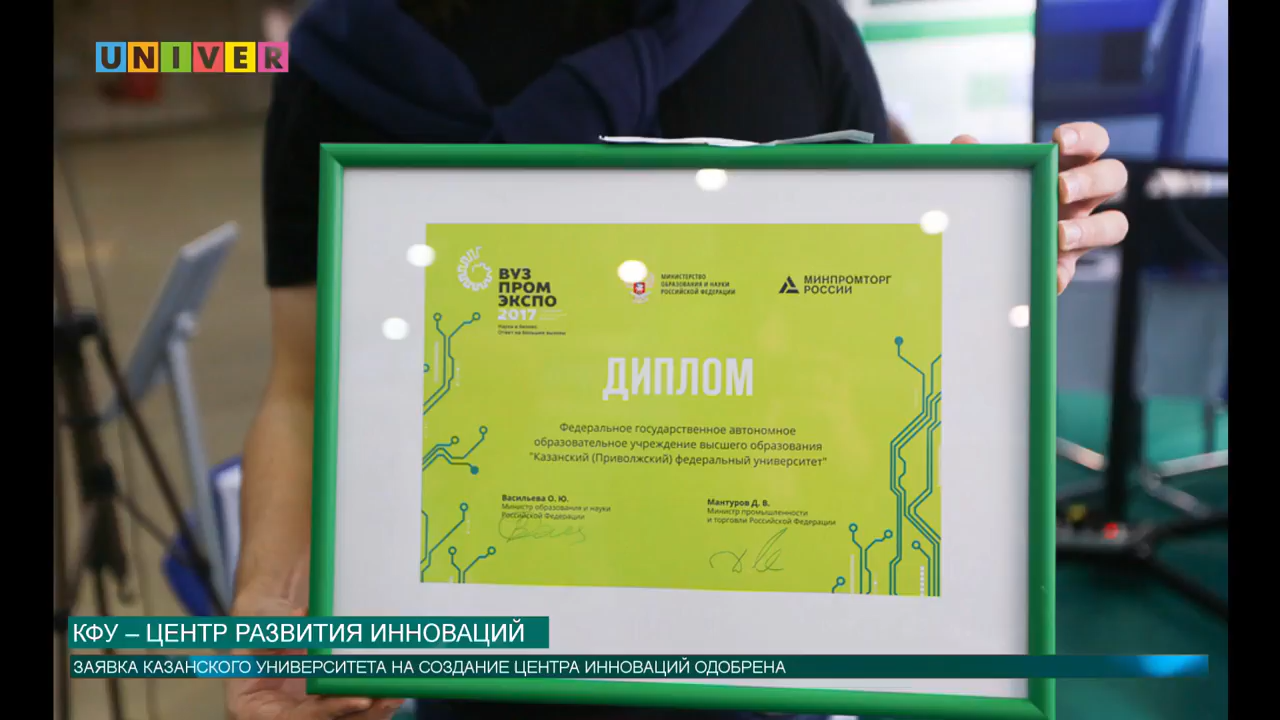 UNIVER
ВУЗ
ПРОМ
ЭКСПО
2017
Наука и бизнес:
Ответ на большие вызовы
МИНИСТЕРСТВО
ОБРАЗОВАНИЯ И НАУКИ
РОССИЙСКОЙ ФЕДЕРАЦИИ
МИНПРОМТОРГ
РОССИИ
ДИПЛОМ
Федеральное государственное автономное
образовательное учреждение высшего образования
"Казанский (Приволжский) федеральный университет"
Васильева О. Ю.
Министр образования и науки
Российской Федерации
Мантуров Д. В.
Министр промышленности
и торговли Российской Федерации
КФУ – ЦЕНТР РАЗВИТИЯ ИННОВАЦИЙ
ЗАЯВКА КАЗАНСКОГО УНИВЕРСИТЕТА НА СОЗДАНИЕ ЦЕНТРА ИННОВАЦИЙ ОДОБРЕНА